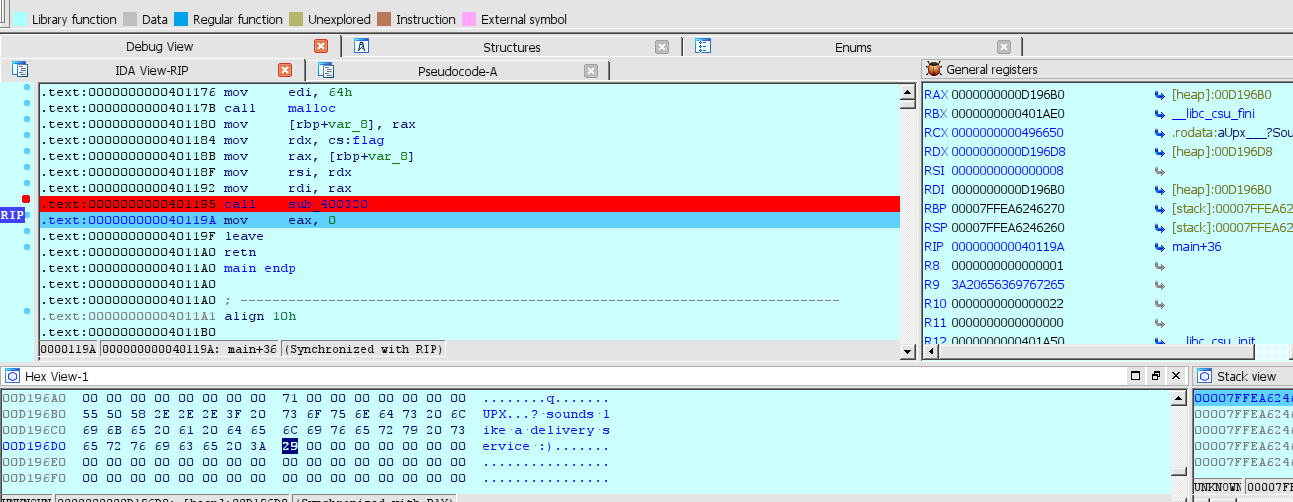 Library function Data Regular function Unexplored Instruction External symbol
Debug View Structures Enums
IDA View-RIP Pseudocode-A General registers
.text:0000000000401176 mov edi, 64h
.text:000000000040117B call malloc
.text:0000000000401180 mov [rbp+var_8], rax
.text:0000000000401184 mov rdx, cs:flag
.text:000000000040118B mov rax, [rbp+var_8]
.text:000000000040118F mov rsi, rdx
.text:0000000000401192 mov rdi, rax
.text:0000000000401195 call sub_400320
RIP .text:000000000040119A mov eax, 0
.text:000000000040119F leave
.text:00000000004011A0 retn
.text:00000000004011A0 main endp
.text:00000000004011A0
.text:00000000004011A0 ; ---------------------------------------------------------------------------
.text:00000000004011A1 align 10h
.text:00000000004011B0
0000119A 000000000040119A: main+36 (Synchronized with RIP)
RAX 0000000000D196B0 [heap]:00D196B0
RBX 0000000000401AE0 __libc_csu_fini
RCX 0000000000496650 .rodata:aUpx___?Sou
RDX 0000000000D196D8 [heap]:00D196D8
RSI 0000000000000008
RDI 0000000000D196B0 [heap]:00D196B0
RBP 00007FFEA6246270 [stack]:00007FFEA62
RSP 00007FFEA6246260 [stack]:00007FFEA62
RIP 000000000040119A main+36
R8 0000000000000001
R9 3A20656369767265
R10 0000000000000022
R11 0000000000000000
R12 0000000000401A50 __libc_csu_init
Hex View-1 Stack view
00D196A0 00 00 00 00 00 00 00 00 71 00 00 00 00 00 00 00 ........q.......
00D196B0 55 50 58 2E 2E 2E 3F 20 73 6F 75 6E 64 73 20 6C UPX...? sounds l
00D196C0 69 6B 65 20 61 20 64 65 6C 69 76 65 72 79 20 73 ike a delivery s
00D196D0 65 72 76 69 63 65 20 3A 29 00 00 00 00 00 00 00 ervice :).......
00D196E0 00 00 00 00 00 00 00 00 00 00 00 00 00 00 00 00 ................
00D196F0 00 00 00 00 00 00 00 00 00 00 00 00 00 00 00 00 ................
00007FFEA6246
UNKNOWN 00007FF
UNKNOWN 0000000000D196D8: [heap]:00D196D8 (Synchronized with RAX)